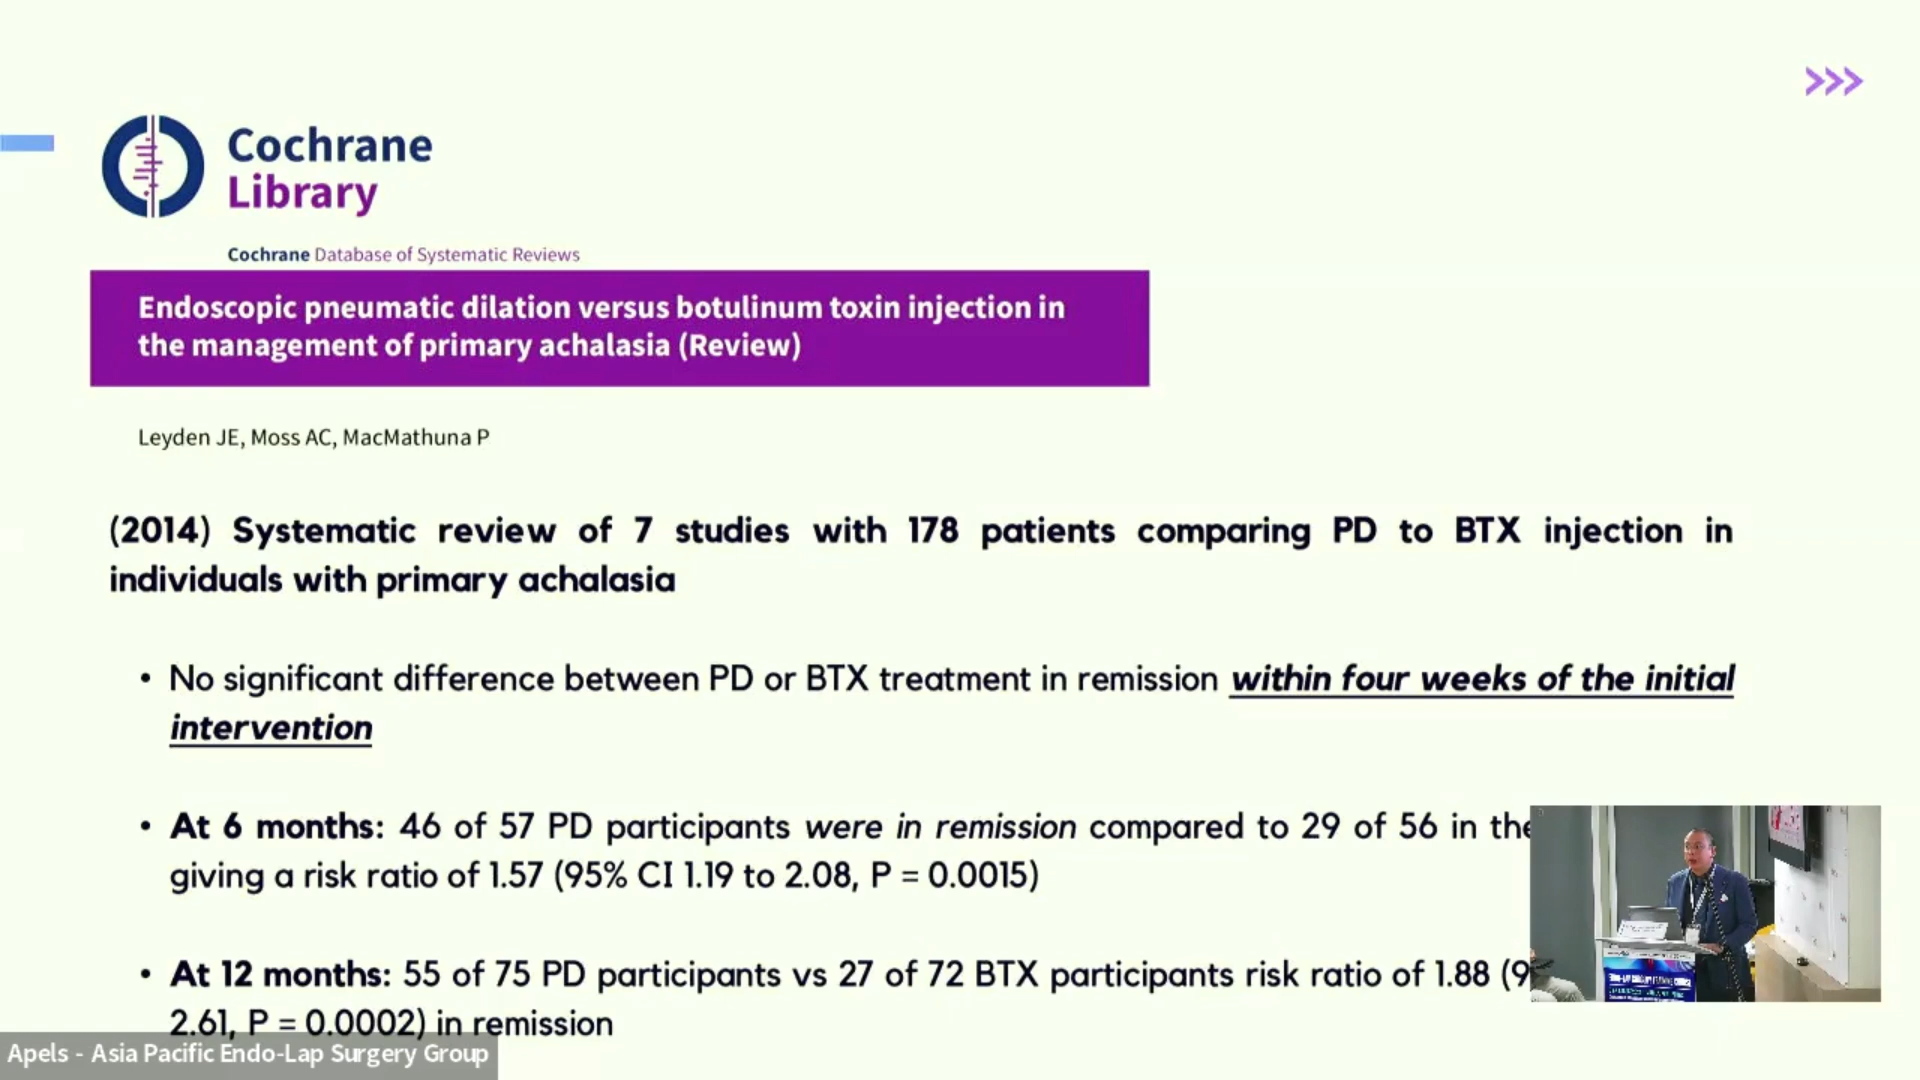 >>>
Cochrane
Library
Cochrane Database of Systematic Reviews
Endoscopic pneumatic dilation versus botulinum toxin injection in
the management of primary achalasia (Review)
Leyden JE, Moss AC, MacMathuna P
(2014) Systematic review of 7 studies with 178 patients comparing PD to BTX injection in
individuals with primary achalasia
• No significant difference between PD or BTX treatment in remission within four weeks of the initial
intervention
• At 6 months: 46 of 57 PD participants were in remission compared to 29 of 56 in the
giving a risk ratio of 1.57 (95% CI 1.19 to 2.08, P = 0.0015)
• At 12 months: 55 of 75 PD participants vs 27 of 72 BTX participants risk ratio of 1.88 (9
2.61, P = 0.0002) in remission
Apels - Asia Pacific Endo-Lap Surgery Group